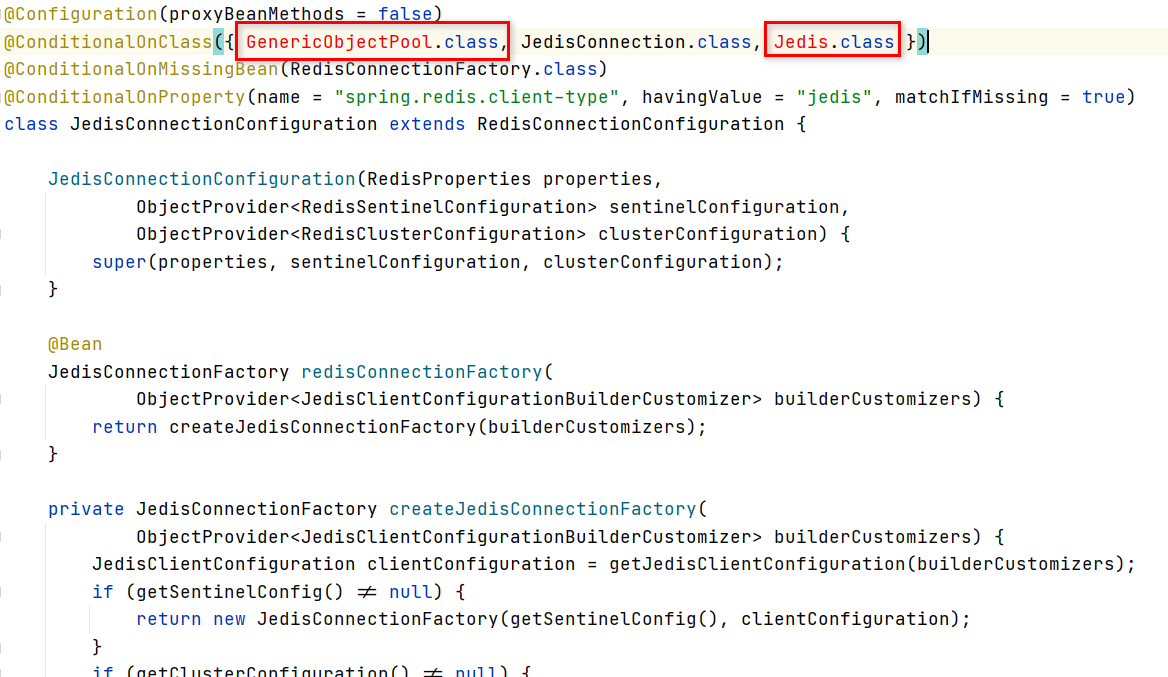 @Configuration(proxyBeanMethods = false)
@ConditionalOnClass({ GenericObjectPool.class, JedisConnection.class, Jedis.class })
@ConditionalOnMissingBean(RedisConnectionFactory.class)
@ConditionalOnProperty(name = "spring.redis.client-type", havingValue = "jedis", matchIfMissing = true)
class JedisConnectionConfiguration extends RedisConnectionConfiguration {
JedisConnectionConfiguration(RedisProperties properties,
ObjectProvider<RedisSentinelConfiguration> sentinelConfiguration,
ObjectProvider<RedisClusterConfiguration> clusterConfiguration) {
super(properties, sentinelConfiguration, clusterConfiguration);
}
@Bean
JedisConnectionFactory redisConnectionFactory(
ObjectProvider<JedisClientConfigurationBuilderCustomizer> builderCustomizers) {
return createJedisConnectionFactory(builderCustomizers);
}
private JedisConnectionFactory createJedisConnectionFactory(
ObjectProvider<JedisClientConfigurationBuilderCustomizer> builderCustomizers) {
JedisClientConfiguration clientConfiguration = getJedisClientConfiguration(builderCustomizers);
if (getSentinelConfig() ≠ null) {
return new JedisConnectionFactory(getSentinelConfig(), clientConfiguration);
}
if (getClusterConfiguration() ≠ null) {